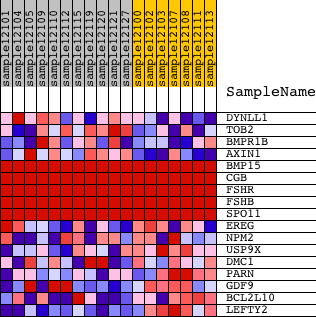 sample12101
sample12104
sample12105
sample12109
sample12110
sample12112
sample12115
sample12119
sample12120
sample12127
sample12100
sample12102
sample12103
sample12107
sample12108
sample12111
sample12113
SampleName
DYNLL1
TOB2
BMPR1B
AXIN1
BMP15
CGB
FSHR
FSHB
SPO11
EREG
NPM2
USP9X
DMC1
PARN
GDF9
BCL2L10
LEFTY2